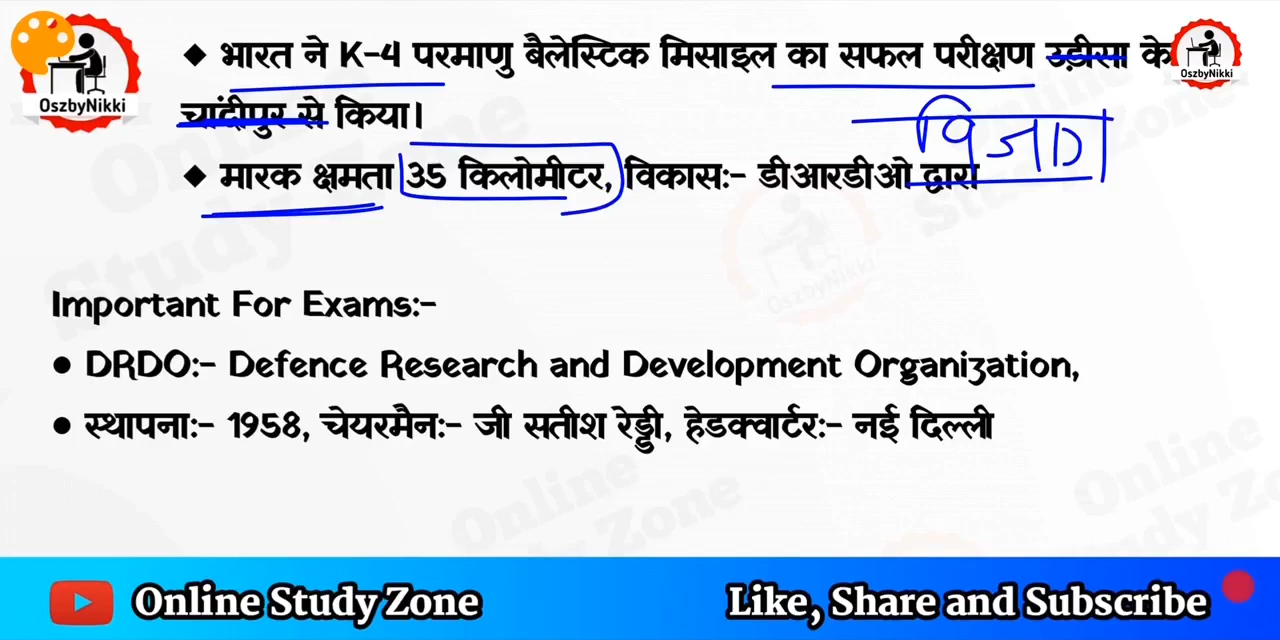 ◆ भारत ने K-4 परमाणु बैलेस्टिक मिसाइल का सफल परीक्षण उड़ीसा के
चांदीपुर से किया।
◆ मारक क्षमता 35 किलोमीटर, विकासः- डीआरडीओ द्वारा
Important For Exams:-
● DRDO:- Defence Research and Development Organization,
● स्थापनाः- 1958, चेयरमैनः- जी सतीश रेड्डी, हेडक्वार्टरः- नई दिल्ली
OszbyNikki
OszbyNikki
Online Study Zone
Like, Share and Subscribe